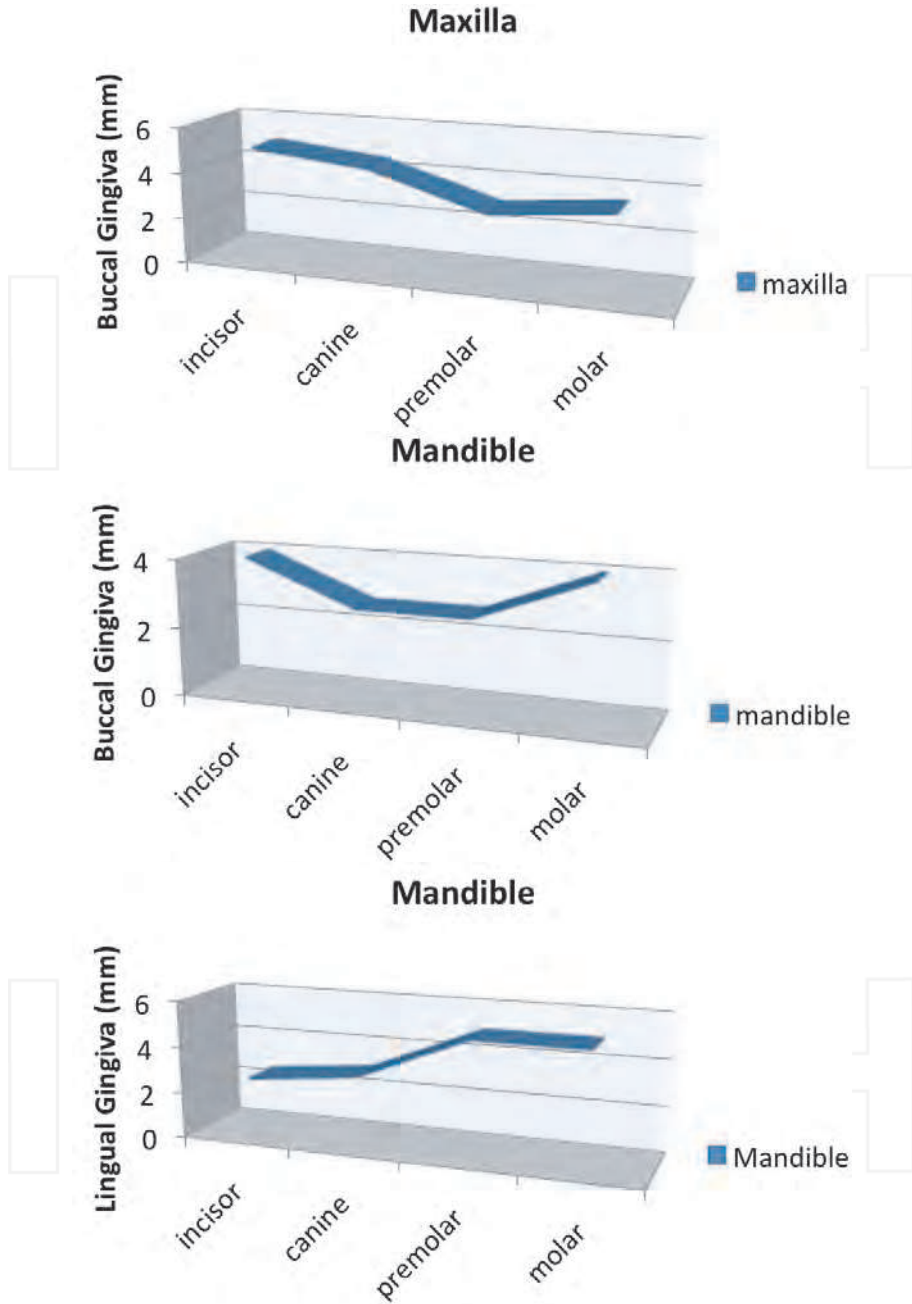 Maxilla
Buccal Gingiva (mm)
6
4
2
0
incisor
canine
premolar
molar
maxilla
Mandible
Buccal Gingiva (mm)
4
2
0
incisor
canine
premolar
molar
mandible
Mandible
Lingual Gingiva (mm)
6
4
2
0
incisor
canine
premolar
molar
Mandible